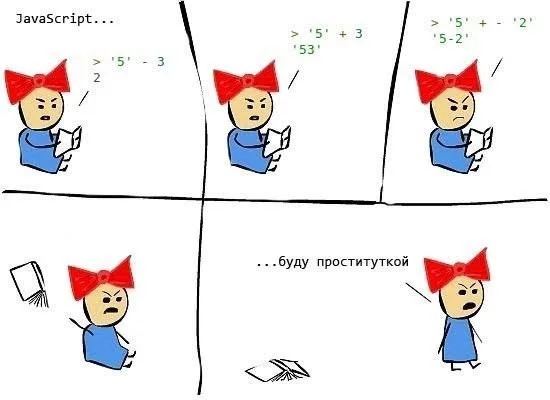 JavaScript...
> '5' - 3
2
> '5' + 3
'53'
> '5' + - '2'
'5-2'
...буду проституткой